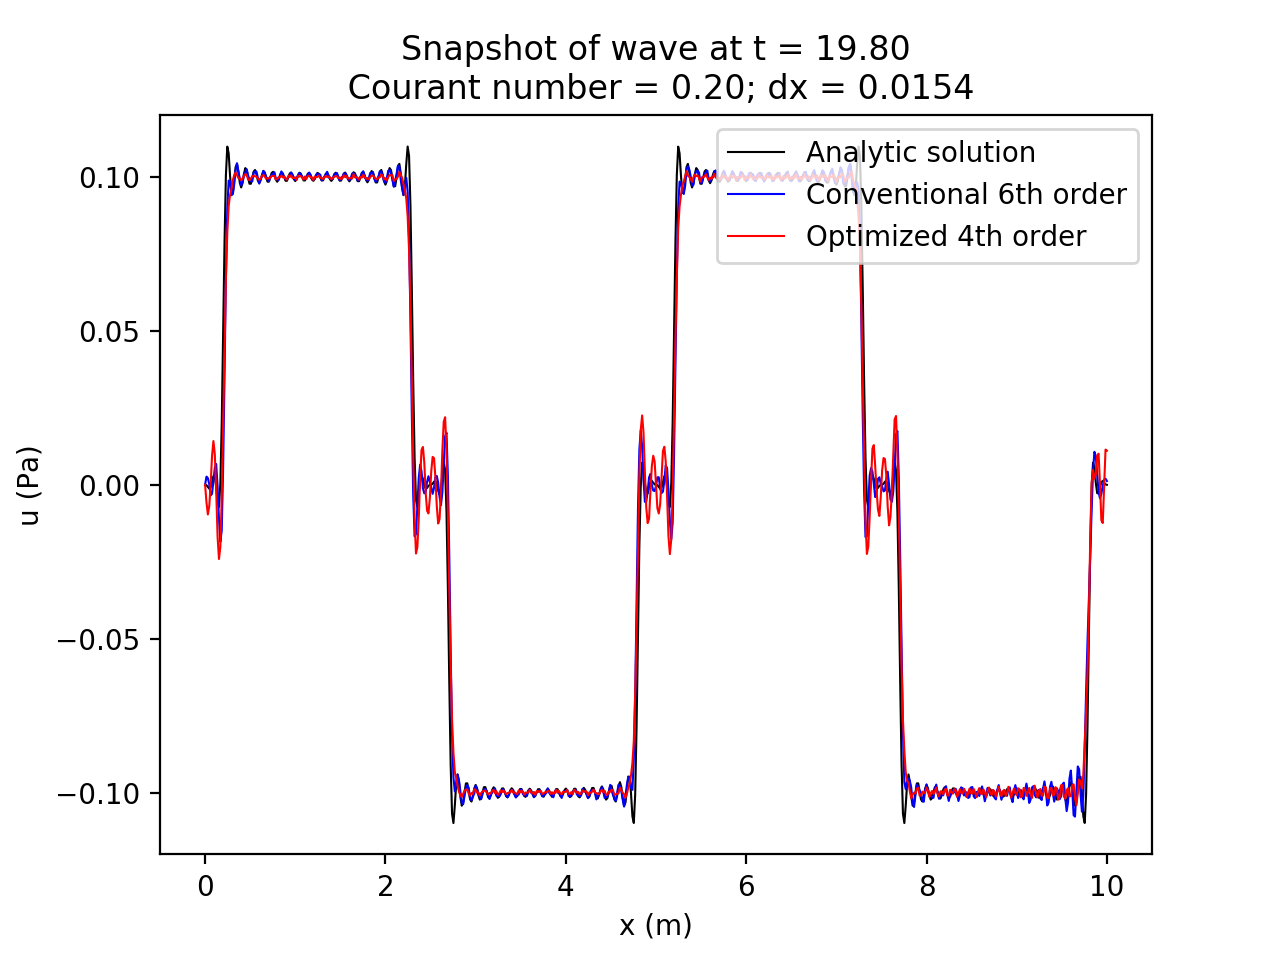 Snapshot of wave at t = 19.80
Courant number = 0.20; dx = 0.0154
Analytic solution
Conventional 6th order
Optimized 4th order
0.10
0.05
0.00
−0.05
−0.10
u (Pa)
0 2 4 6 8 10
x (m)